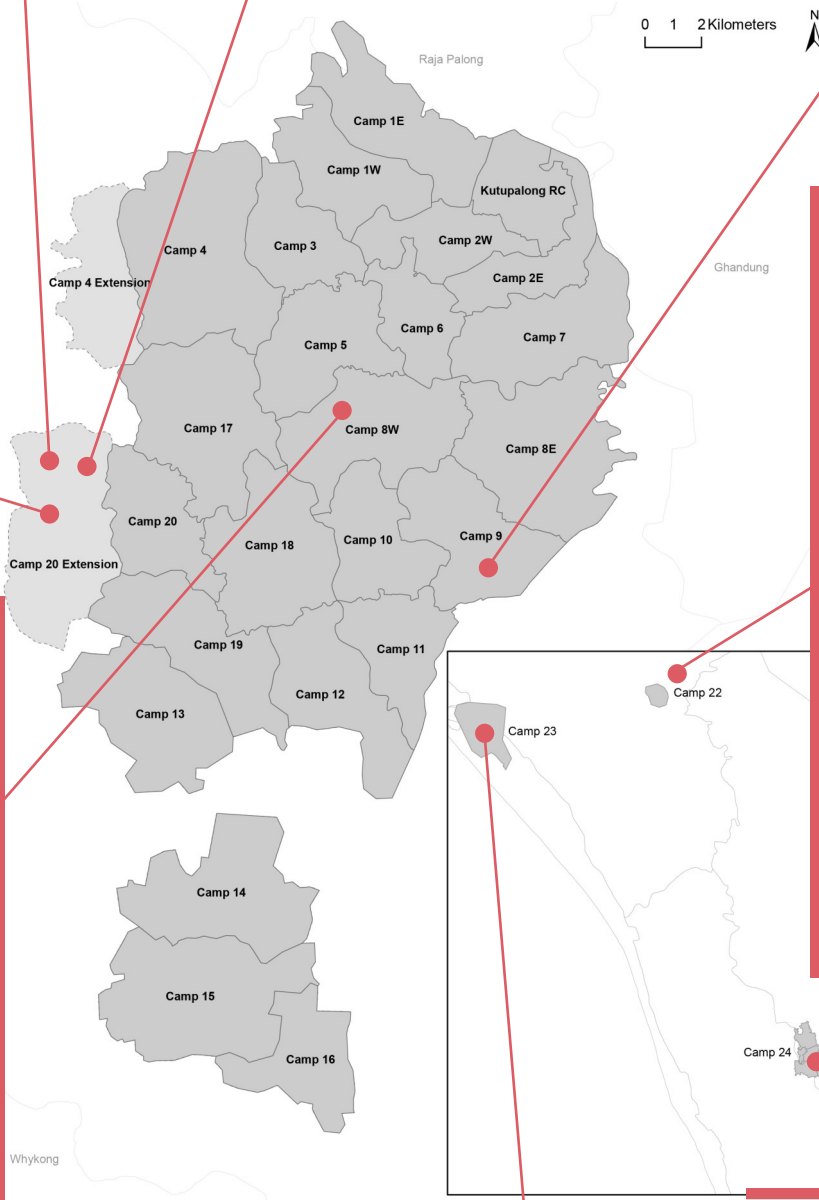 N
0 1 2 Kilometers
Raja Palong
Camp 1E
Camp 1W
Kutupalong RC
Camp 4
Camp 3
Camp 2W
Ghandung
Camp 4 Extension
Camp 2E
Camp 6
Camp 7
Camp 5
Camp 17
Camp 8W
Camp 8E
Camp 20
Camp 18
Camp 10
Camp 9
Camp 20 Extension
Camp 19
Camp 11
Camp 12
Camp 22
Camp 13
Camp 23
Camp 14
Camp 15
Camp 24
Camp 16
Whykong